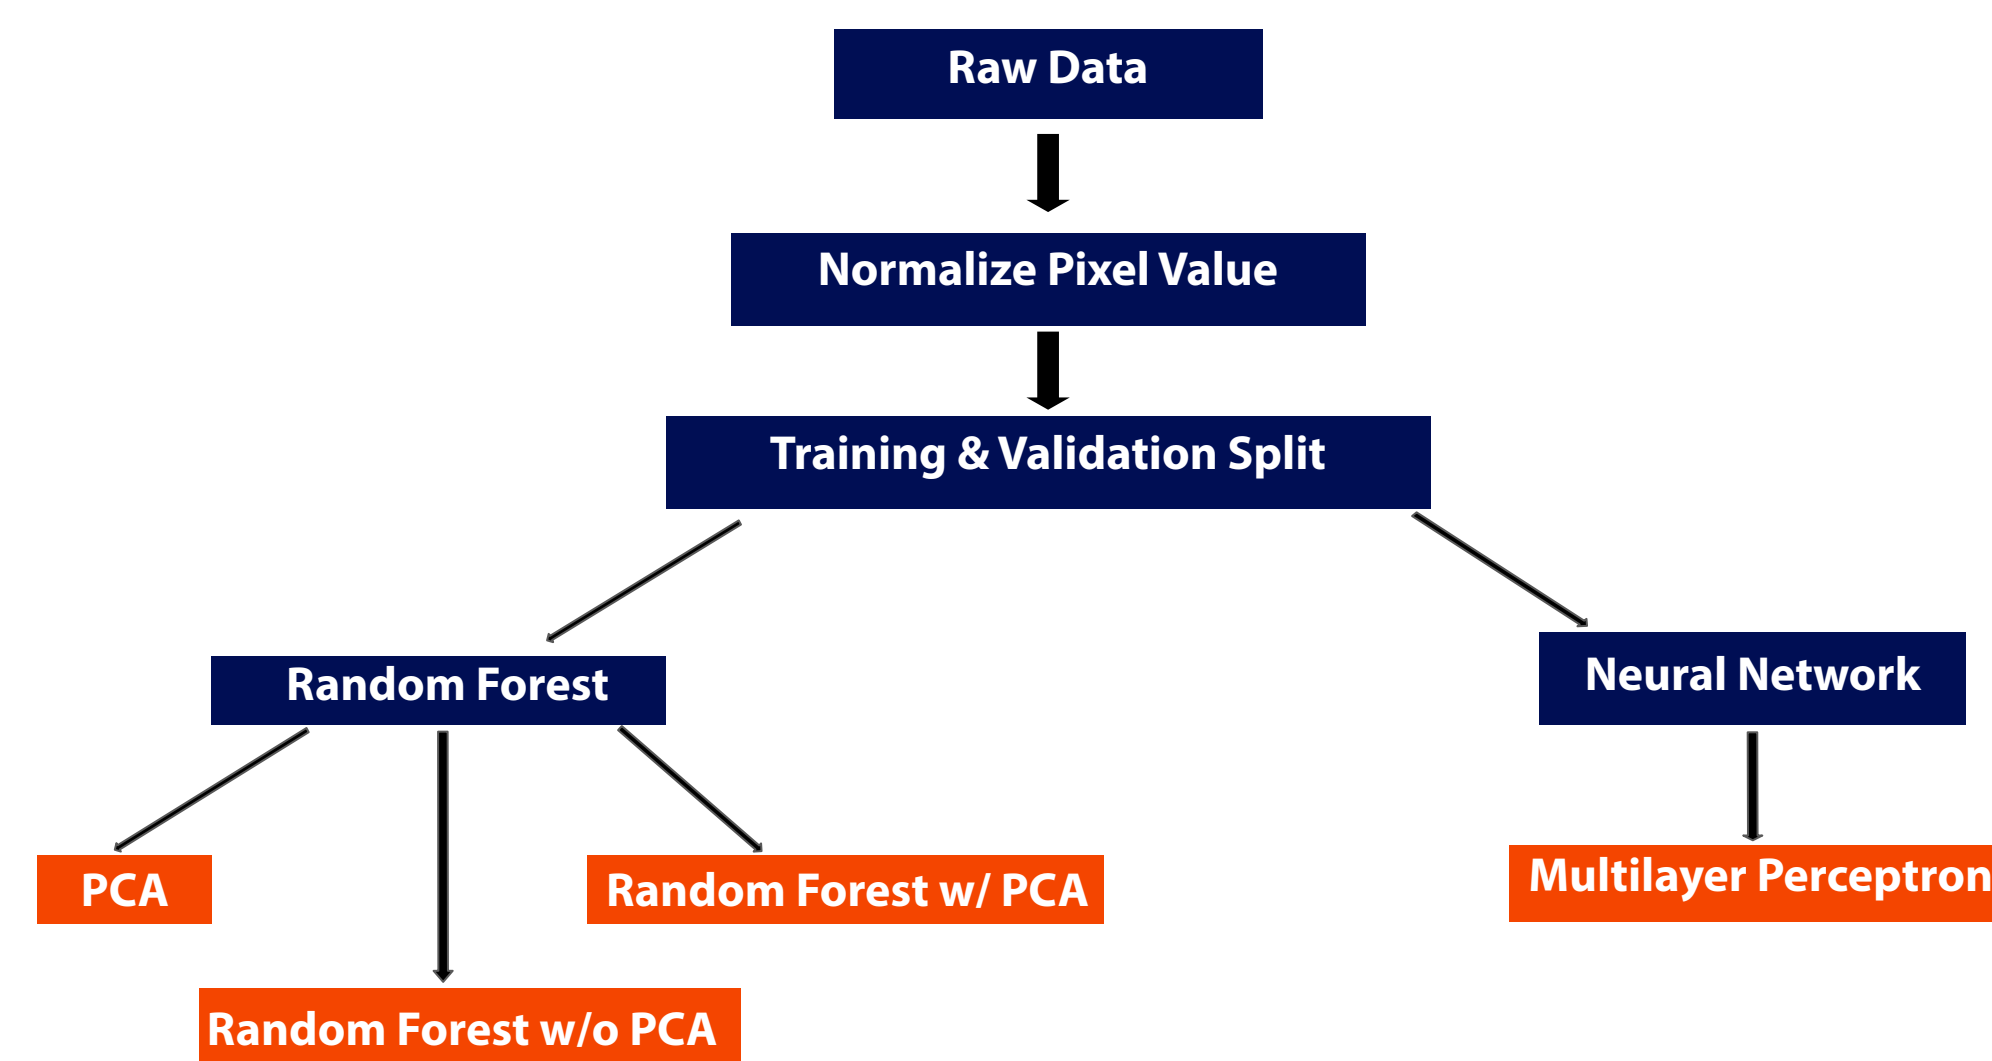 Raw Data
Normalize Pixel Value
Training & Validation Split
Random Forest
Neural Network
PCA
Random Forest w/ PCA
Multilayer Perceptron
Random Forest w/o PCA